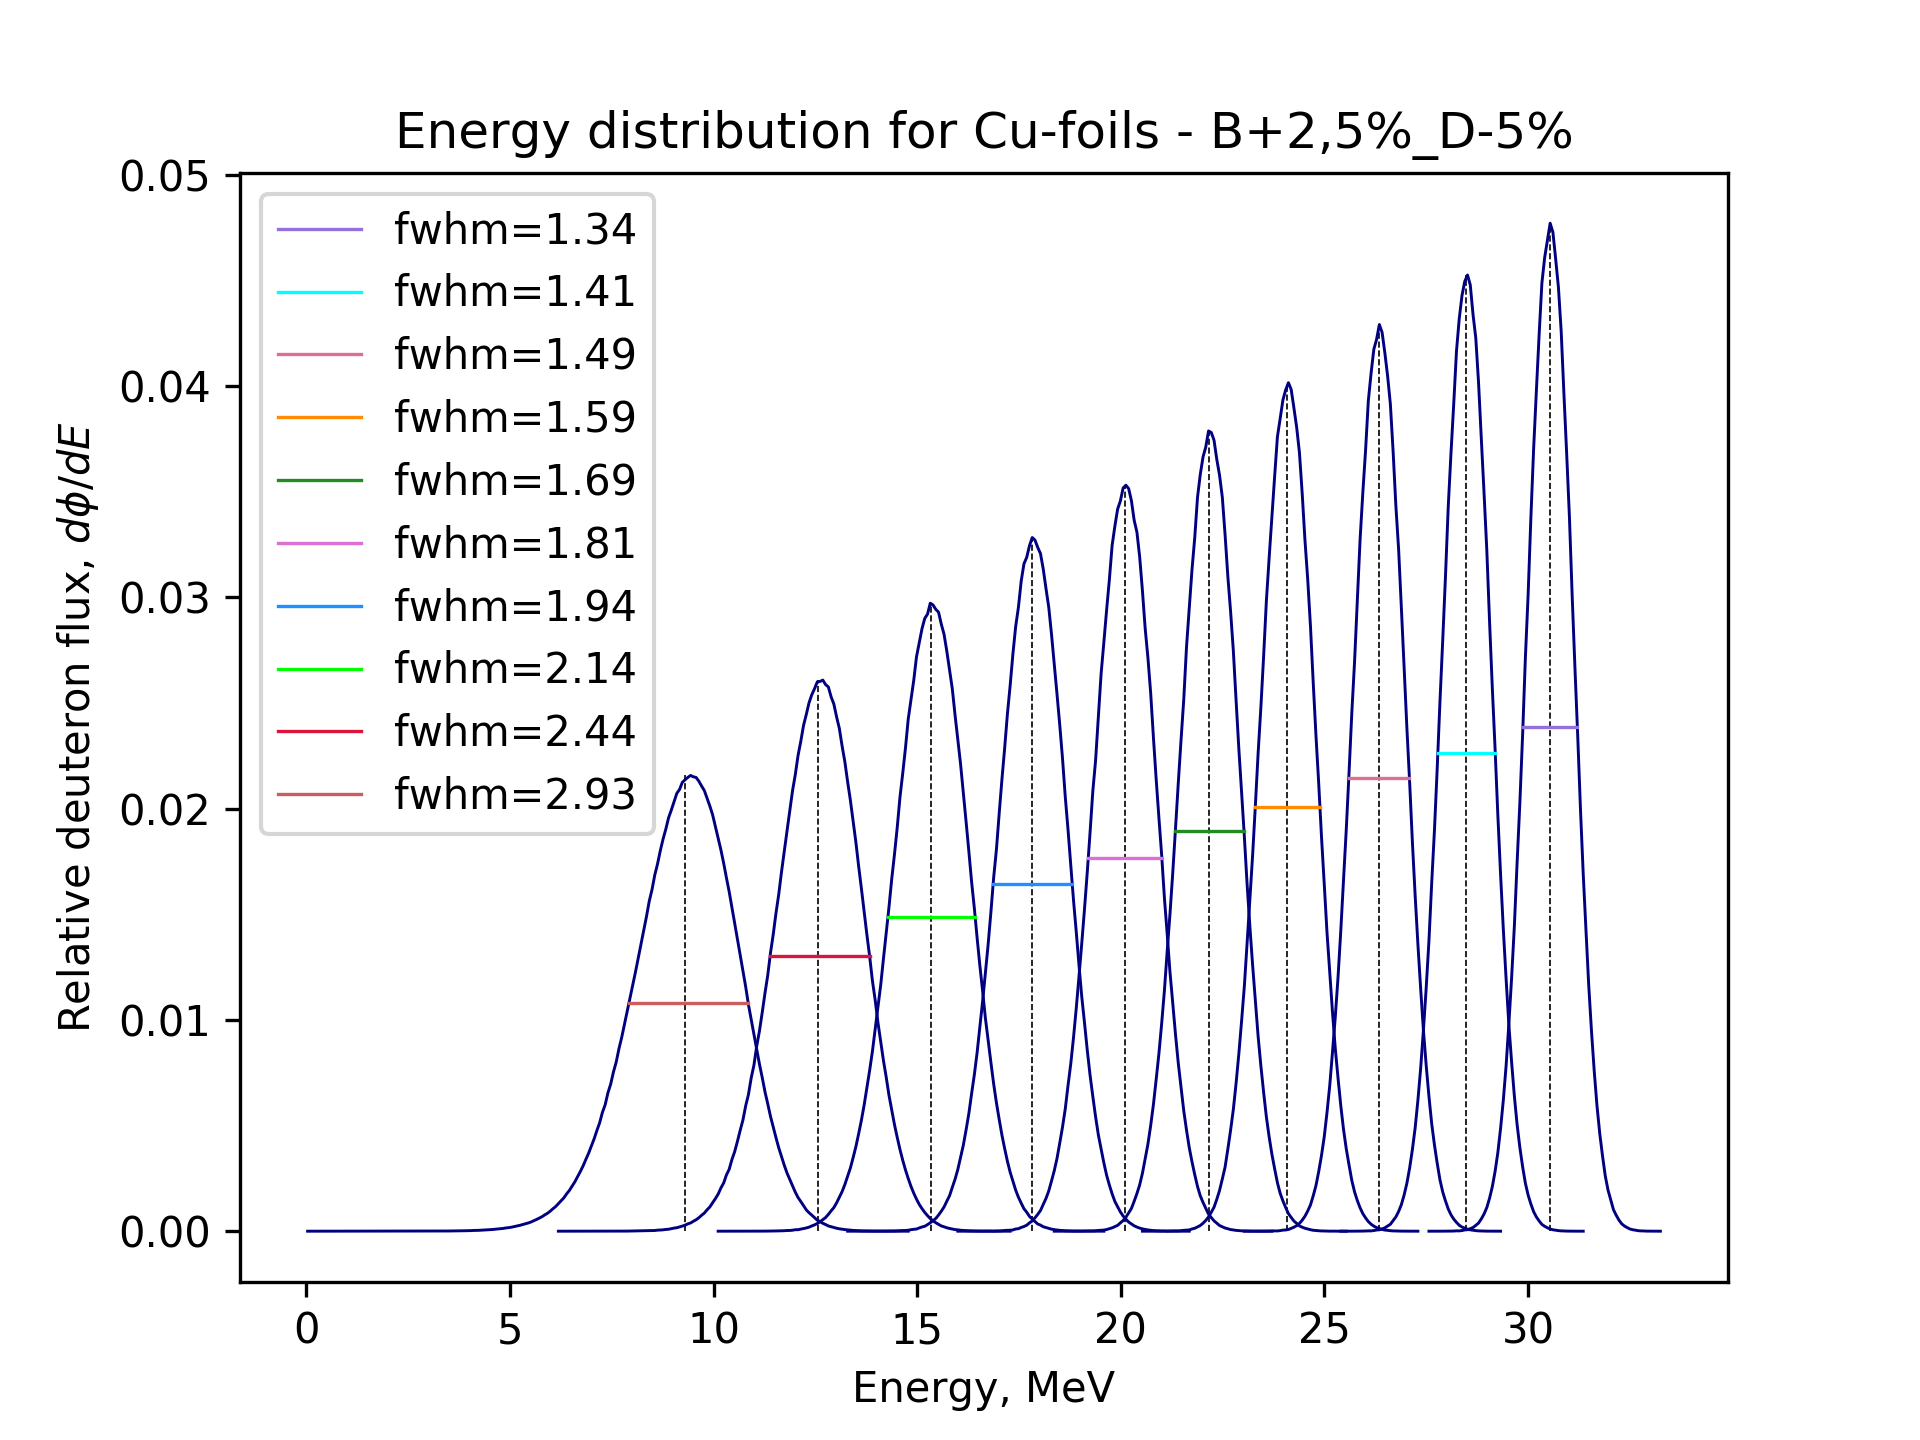 Energy distribution for Cu-foils - B+2,5%_D-5%
Relative deuteron flux, dϕ/dE
0.05
0.04
0.03
0.02
0.01
0.00
fwhm=1.34
fwhm=1.41
fwhm=1.49
fwhm=1.59
fwhm=1.69
fwhm=1.81
fwhm=1.94
fwhm=2.14
fwhm=2.44
fwhm=2.93
0 5 10 15 20 25 30
Energy, MeV